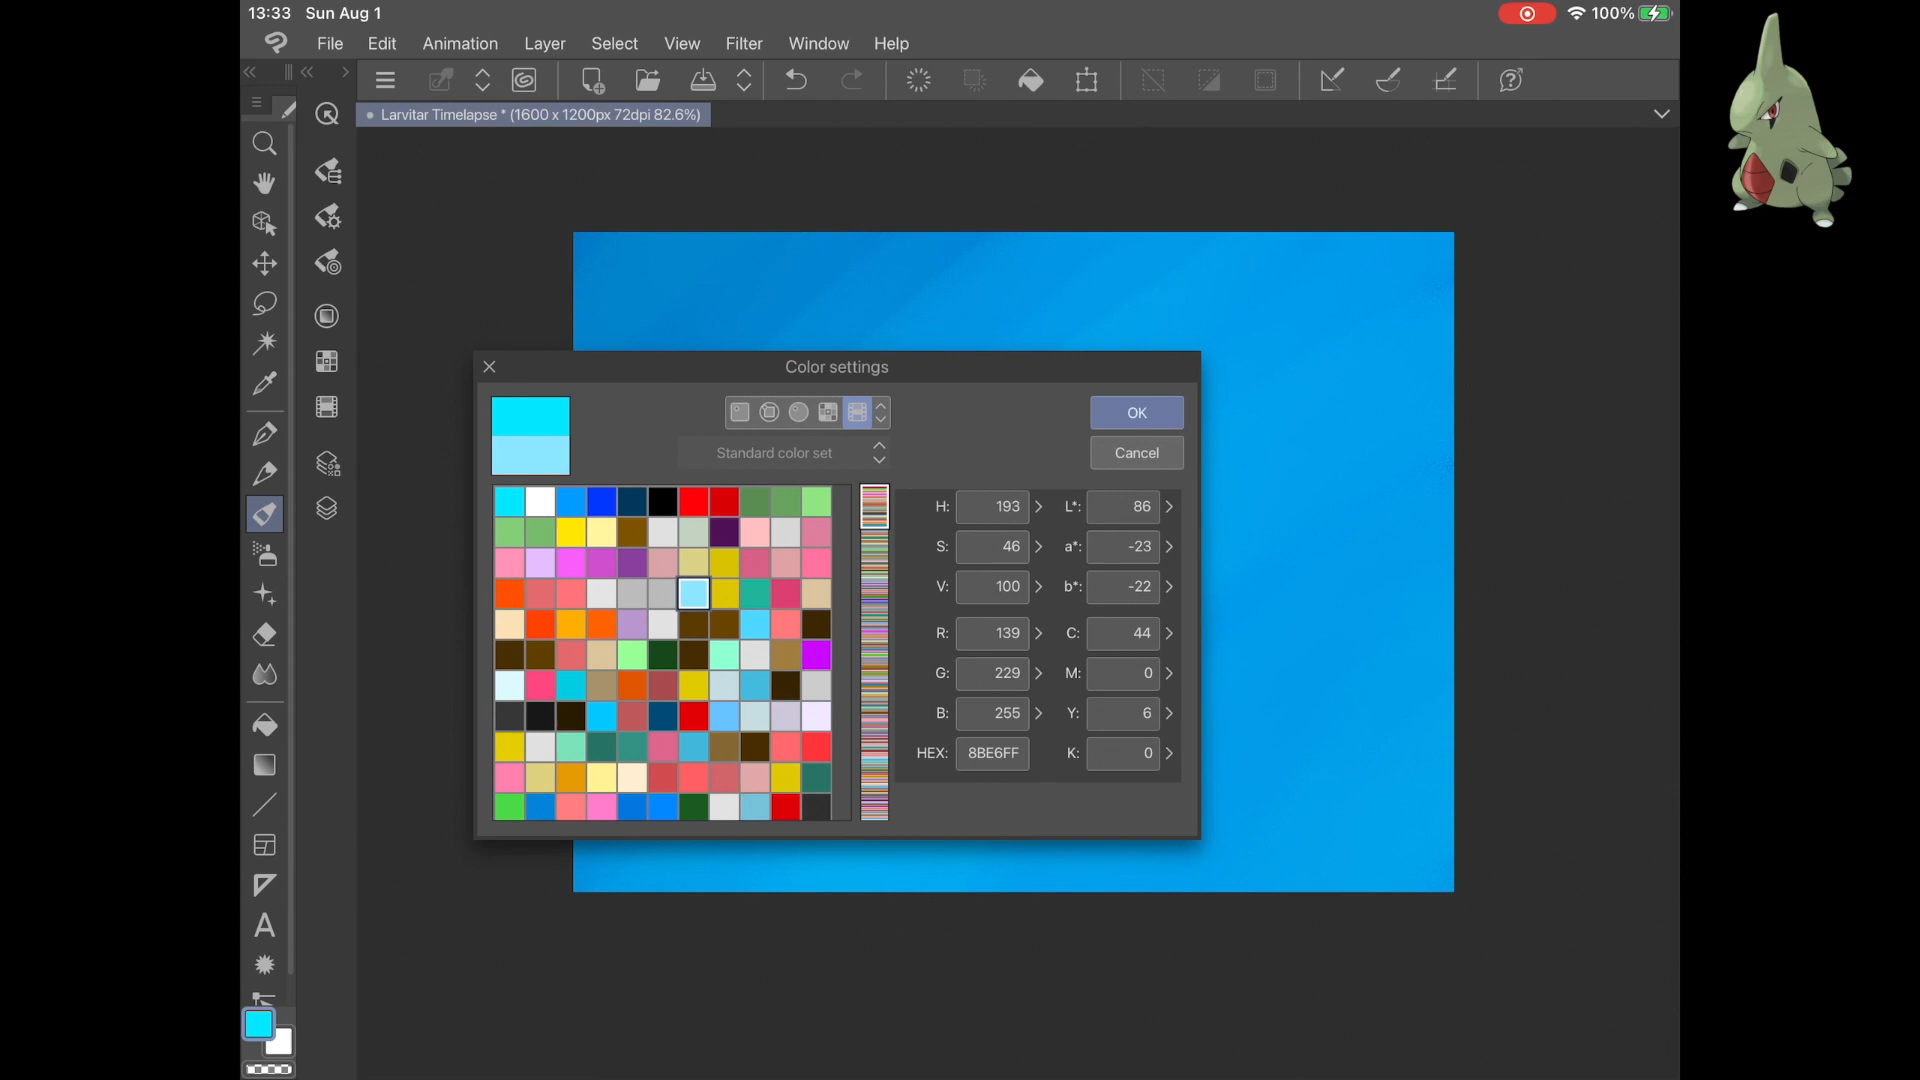 13:33 Sun Aug 1
100%
File Edit Animation Layer Select View Filter Window Help
Larvitar Timelapse * (1600 x 1200px 72dpi 82.6%)
Color settings
OK
Standard color set
Cancel
H: 193 L*: 86
S: 46 a*: -23
V: 100 b*: -22
R: 139 C: 44
G: 229 M: 0
B: 255 Y: 6
HEX: 8BE6FF K: 0